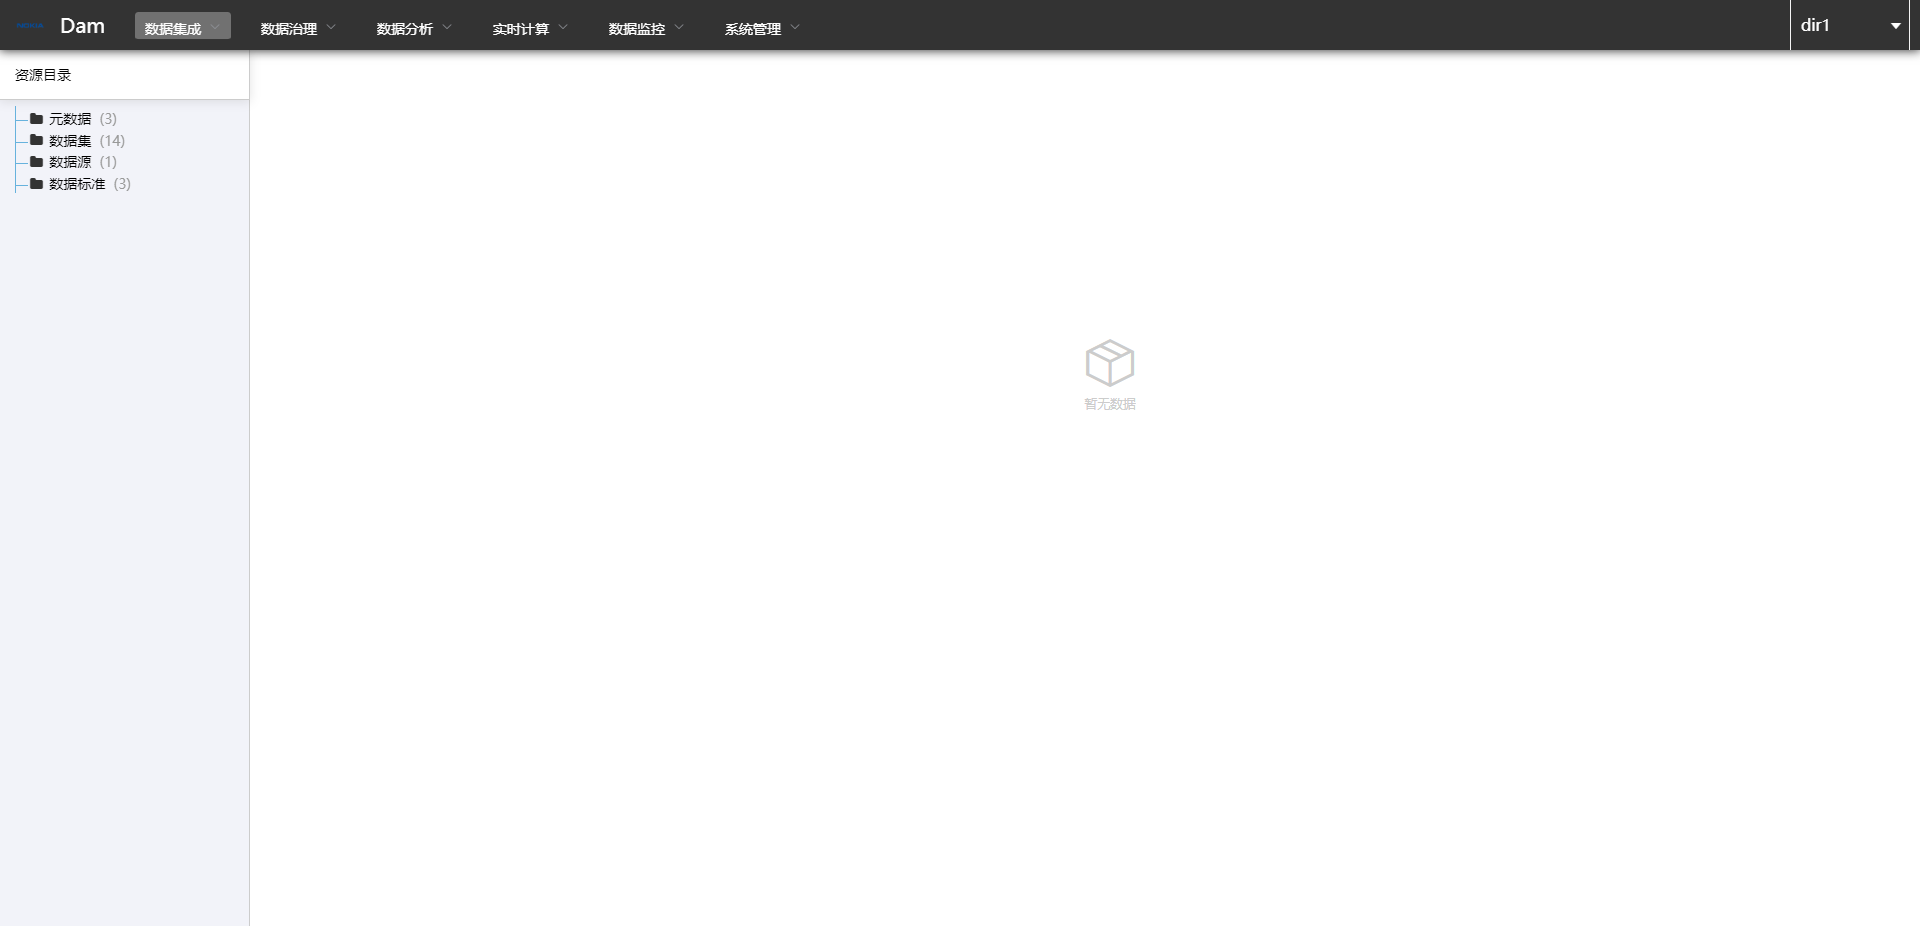 Dam 数据集成 数据治理 数据分析 实时计算 数据监控 系统管理 dir1
资源目录
元数据 (3)
数据集 (14)
数据源 (1)
数据标准 (3)
暂无数据